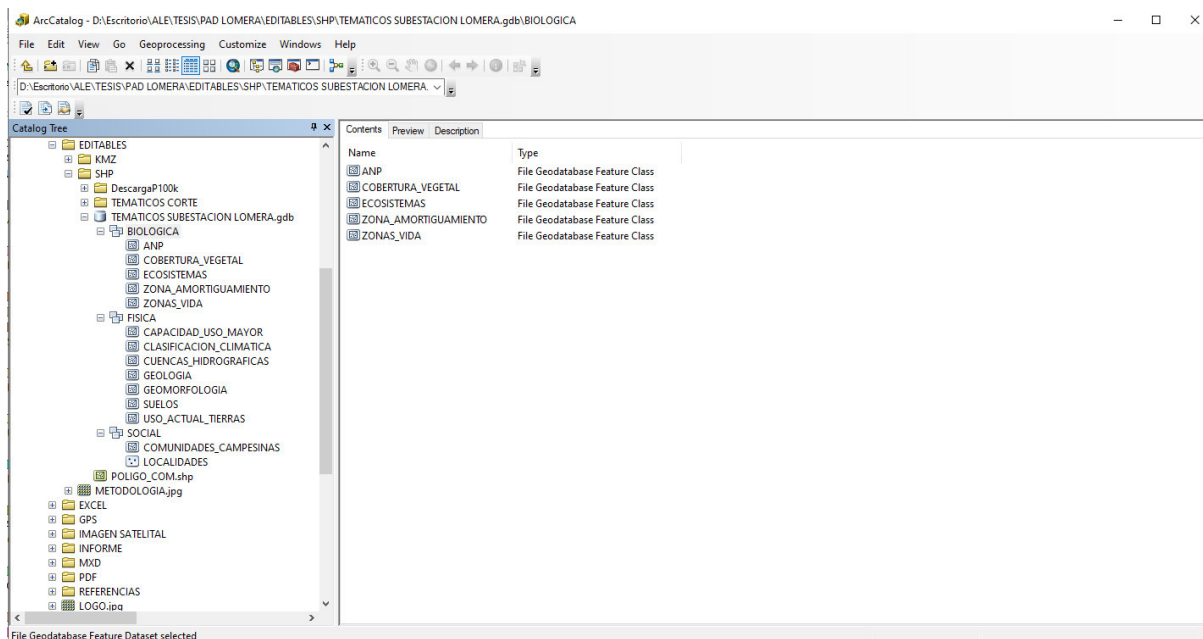 ArcCatalog - D:\Escritorio\ALE\TESIS\PAD LOMERA\EDITABLES\SHP\TEMATICOS SUBESTACION LOMERA.gdb\BIOLOGICA
File Edit View Go Geoprocessing Customize Windows Help
D:\Escritorio\ALE\TESIS\PAD LOMERA\EDITABLES\SHP\TEMATICOS SUBESTACION LOMERA.
Catalog Tree
EDITABLES
KMZ
SHP
DescargaP100k
TEMATICOS CORTE
TEMATICOS SUBESTACION LOMERA.gdb
BIOLOGICA
ANP
COBERTURA_VEGETAL
ECOSISTEMAS
ZONA_AMORTIGUAMIENTO
ZONAS_VIDA
FISICA
CAPACIDAD_USO_MAYOR
CLASIFICACION_CLIMATICA
CUENCAS_HIDROGRAFICAS
GEOLOGIA
GEOMORFOLOGIA
SUELOS
USO_ACTUAL_TIERRAS
SOCIAL
COMUNIDADES_CAMPESINAS
LOCALIDADES
POLIGO_COM.shp
METODOLOGIA.jpg
EXCEL
GPS
IMAGEN SATELITAL
INFORME
MXD
PDF
REFERENCIAS
LOGO.jpg
Contents Preview Description
Name Type
ANP File Geodatabase Feature Class
COBERTURA_VEGETAL File Geodatabase Feature Class
ECOSISTEMAS File Geodatabase Feature Class
ZONA_AMORTIGUAMIENTO File Geodatabase Feature Class
ZONAS_VIDA File Geodatabase Feature Class
File Geodatabase Feature Dataset selected